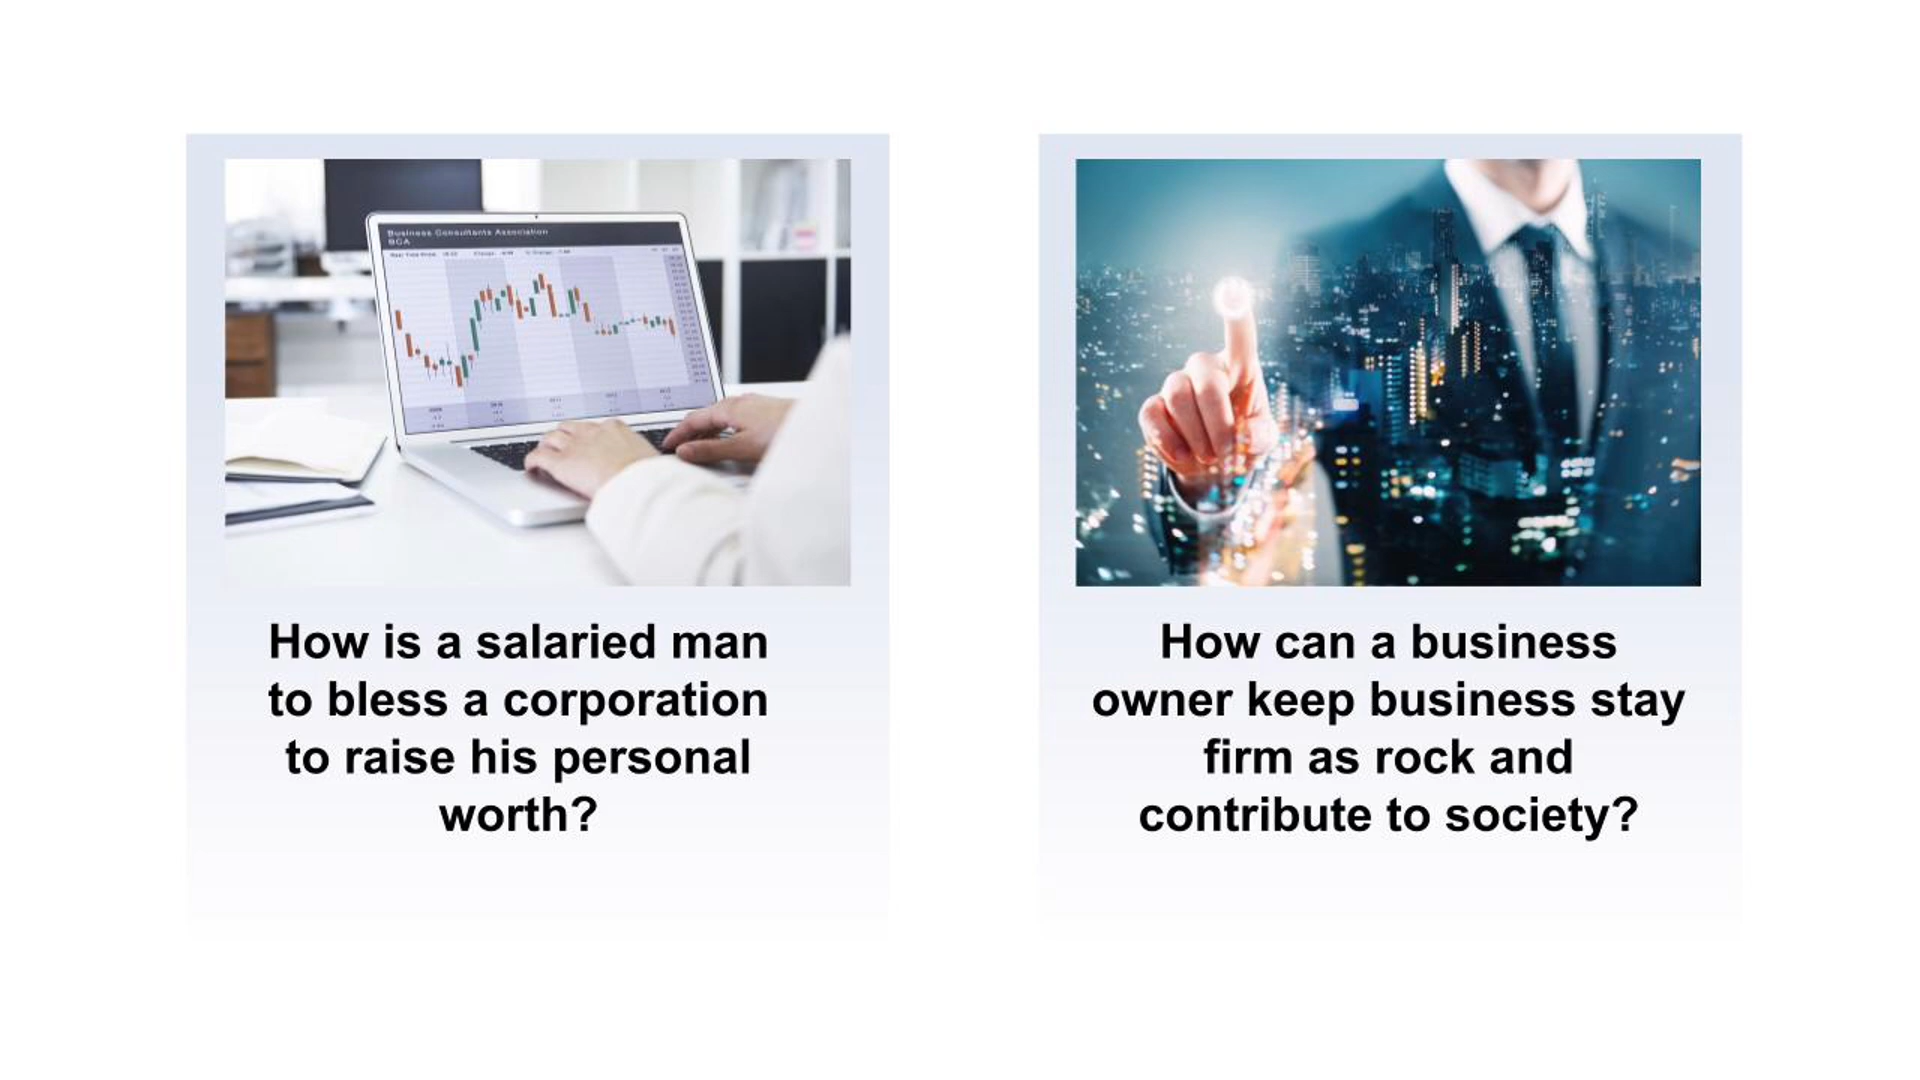 Business Consultants Association
BCA
How is a salaried man
to bless a corporation
to raise his personal
worth?
How can a business
owner keep business stay
firm as rock and
contribute to society?